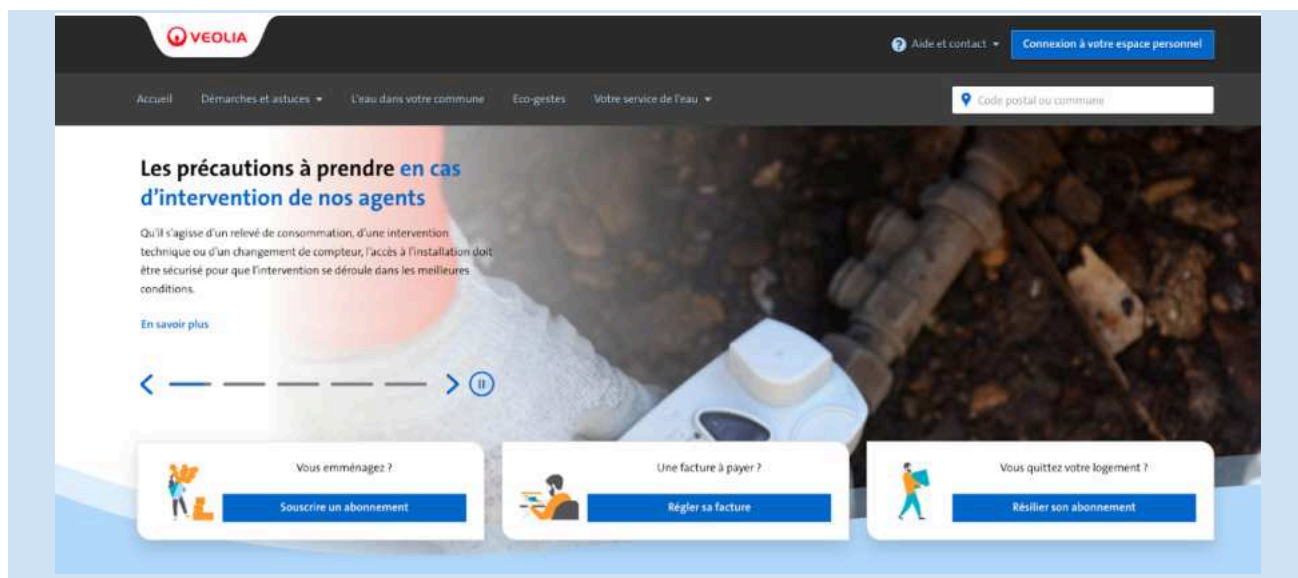 VEOLIA
? Aide et contact
Connexion à votre espace personnel
Accueil
Démarches et astuces
L'eau dans votre commune
Eco-gestes
Votre service de l'eau
Code postal ou commune
Les précautions à prendre en cas
d'intervention de nos agents
Qu'il s'agisse d'un relevé de consommation, d'une intervention
technique ou d'un changement de compteur, l'accès à l'installation doit
être sécurisé pour que l'intervention se déroule dans les meilleures
conditions.
En savoir plus
Vous emménagez ?
Souscrire un abonnement
Une facture à payer ?
Régler sa facture
Vous quittez votre logement ?
Résilier son abonnement